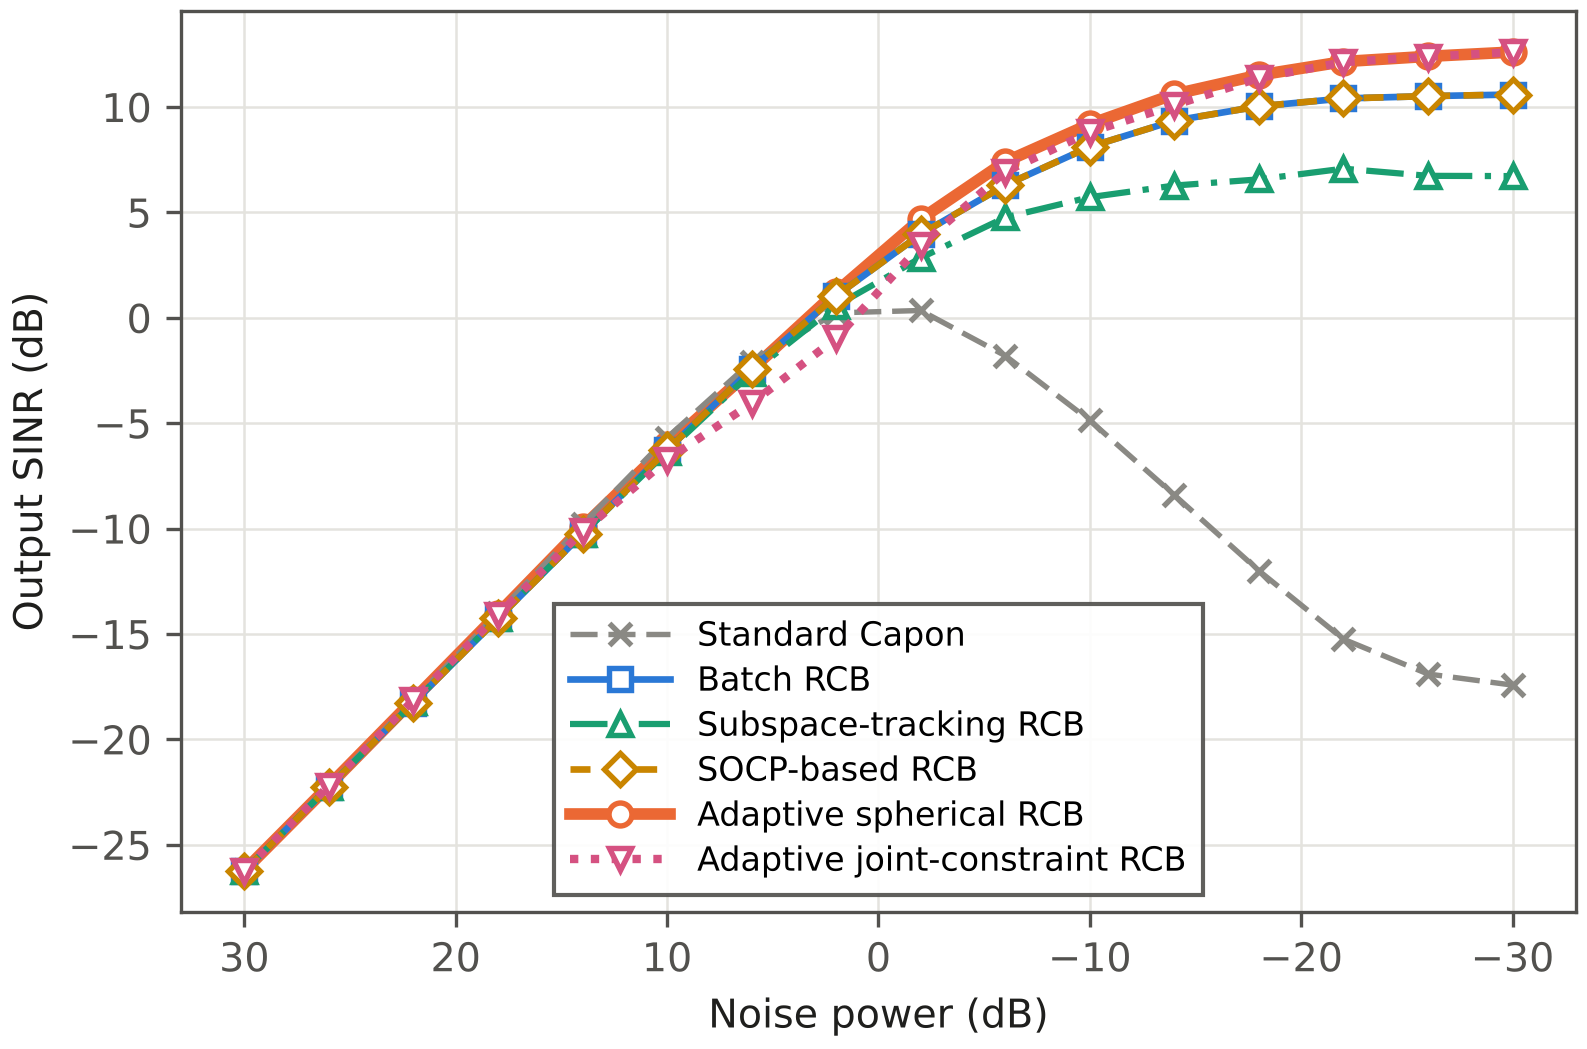 Output SINR (dB)
10
5
0
−5
−10
−15
−20
−25
Standard Capon
Batch RCB
Subspace-tracking RCB
SOCP-based RCB
Adaptive spherical RCB
Adaptive joint-constraint RCB
30 20 10 0 −10 −20 −30
Noise power (dB)